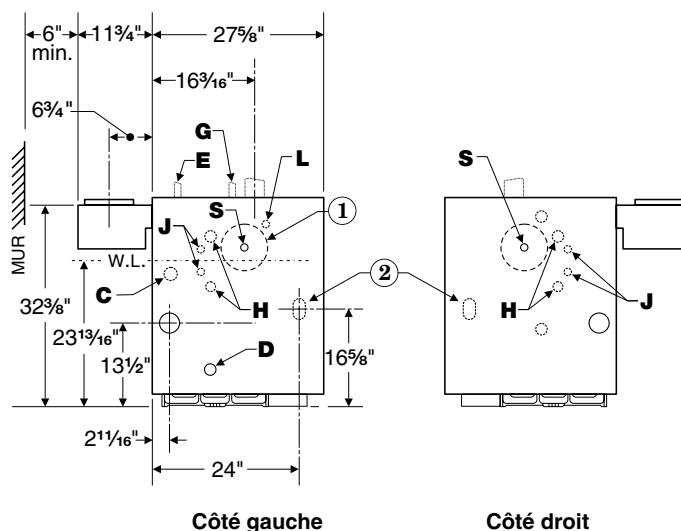 6" 11¾" 27⅝"
min.
16³⁄₁₆"
6¾"
G
E L
S 1 S
J
MUR
W.L.
C 2
H H J
32⅜"
23¹³⁄₁₆"
13½" D 16⅝"
2¹¹⁄₁₆"
24"
Côté gauche Côté droit